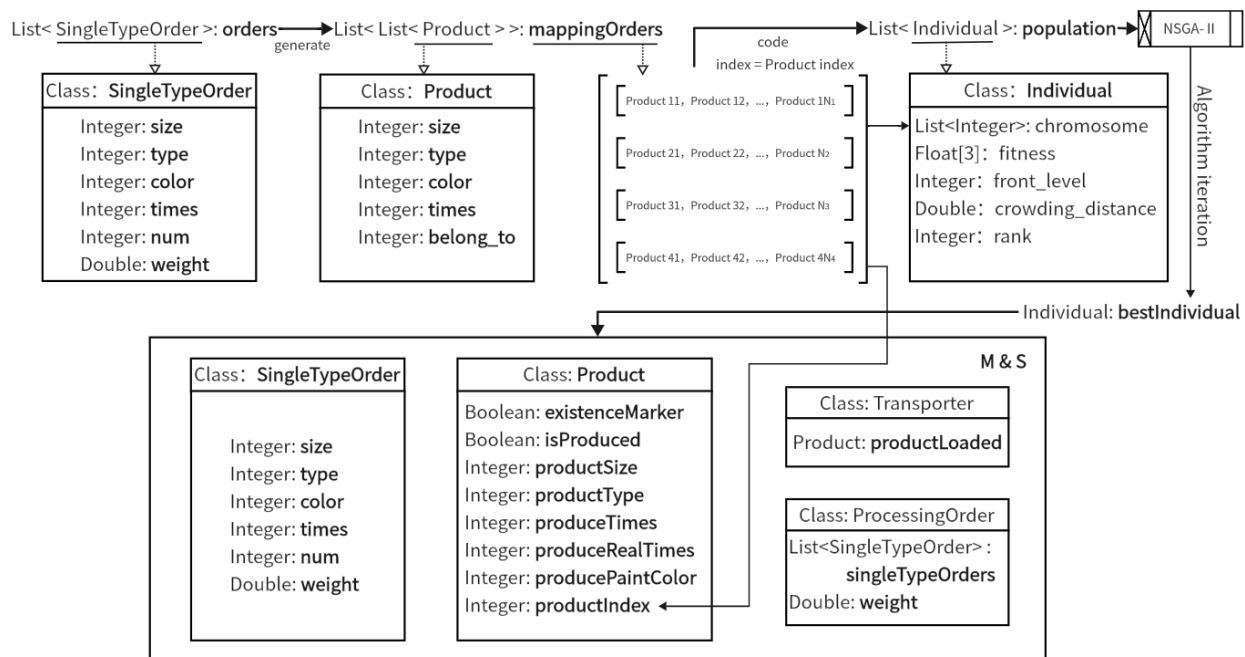 List< SingleTypeOrder >: orders
generate
List< List< Product > >: mappingOrders
code
index = Product index
List< Individual >: population
NSGA- II
Algorithm iteration
Class: SingleTypeOrder
Integer: size
Integer: type
Integer: color
Integer: times
Integer: num
Double: weight
Class: Product
Integer: size
Integer: type
Integer: color
Integer: times
Integer: belong_to
Product 11, Product 12, ..., Product 1N1
Product 21, Product 22, ..., Product N2
Product 31, Product 32, ..., Product N3
Product 41, Product 42, ..., Product 4N4
Class: Individual
List<Integer>: chromosome
Float[3]: fitness
Integer: front_level
Double: crowding_distance
Integer: rank
Individual: bestIndividual
M & S
Class: SingleTypeOrder
Integer: size
Integer: type
Integer: color
Integer: times
Integer: num
Double: weight
Class: Product
Boolean: existenceMarker
Boolean: isProduced
Integer: productSize
Integer: productType
Integer: produceTimes
Integer: produceRealTimes
Integer: producePaintColor
Integer: productIndex
Class: Transporter
Product: productLoaded
Class: ProcessingOrder
List<SingleTypeOrder> :
singleTypeOrders
Double: weight